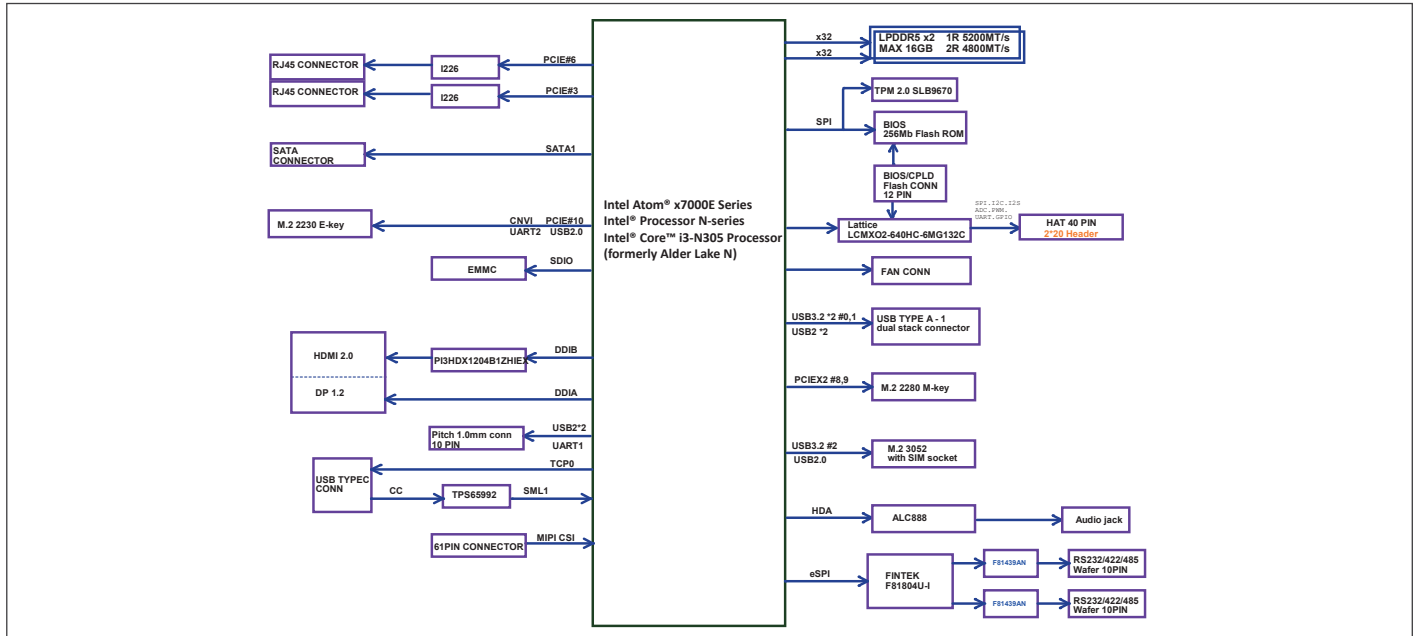 RJ45 CONNECTOR
I226
PCIE#6
RJ45 CONNECTOR
I226
PCIE#3
SATA
CONNECTOR
SATA1
M.2 2230 E-key
CNVI PCIE#10
UART2 USB2.0
EMMC
SDIO
HDMI 2.0
PI3HDX1204B1ZHIEX
DDIB
DP 1.2
DDIA
Pitch 1.0mm conn
10 PIN
USB2*2
UART1
USB TYPEC
CONN
TCP0
CC
TPS65992
SML1
61PIN CONNECTOR
MIPI CSI
Intel Atom® x7000E Series
Intel® Processor N-series
Intel® Core™ i3-N305 Processor
(formerly Alder Lake N)
x32
x32
LPDDR5 x2 1R 5200MT/s
MAX 16GB 2R 4800MT/s
TPM 2.0 SLB9670
SPI
BIOS
256Mb Flash ROM
BIOS/CPLD
Flash CONN
12 PIN
Lattice
LCMXO2-640HC-6MG132C
SPI.I2C.I2S
ADC.PWM.
UART.GPIO
HAT 40 PIN
2*20 Header
FAN CONN
USB3.2 *2 #0,1
USB2 *2
USB TYPE A - 1
dual stack connector
PCIEX2 #8,9
M.2 2280 M-key
USB3.2 #2
USB2.0
M.2 3052
with SIM socket
HDA
ALC888
Audio jack
eSPI
FINTEK
F81804U-I
F81439AN
RS232/422/485
Wafer 10PIN
F81439AN
RS232/422/485
Wafer 10PIN